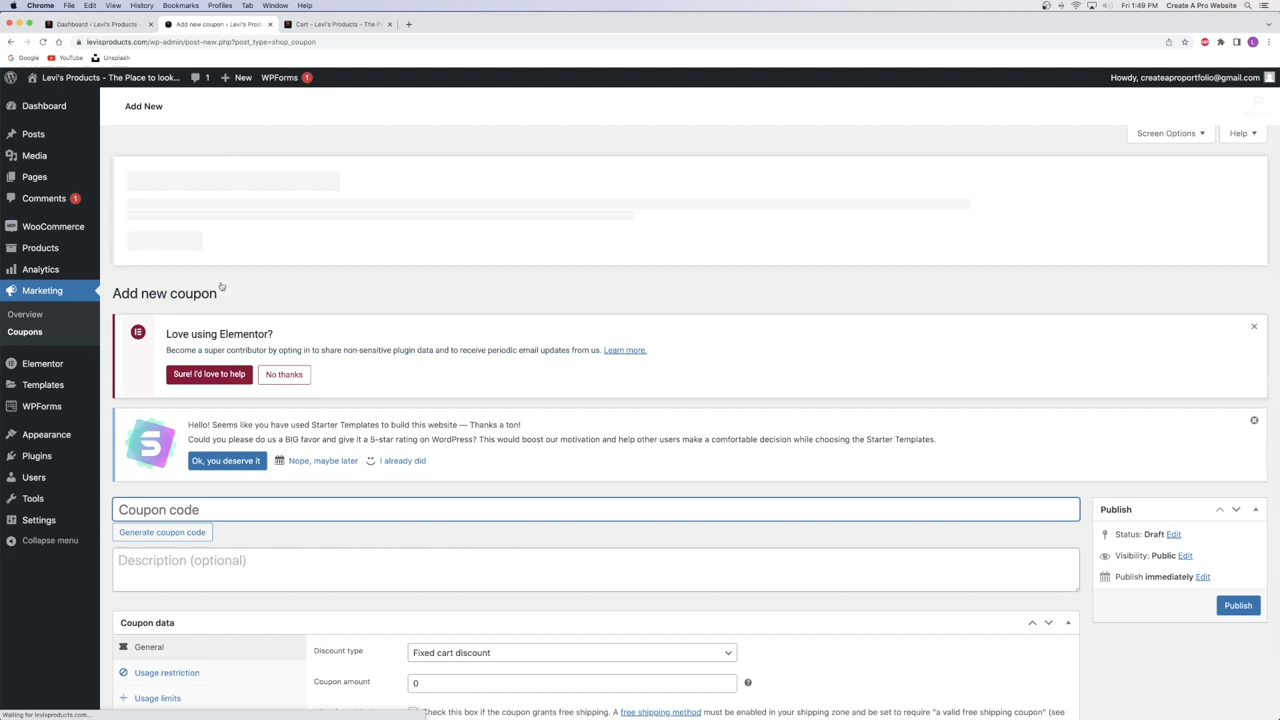 Chrome File Edit View History Bookmarks Profiles Tab Window Help Fri 1:49 PM Create A Pro Website
Dashboard ‹ Levi's Products - Add new coupon ‹ Levi's Produc Cart – Levi's Products – The Pl
levisproducts.com/wp-admin/post-new.php?post_type=shop_coupon
Google YouTube Unsplash
Levi's Products - The Place to look... 1 New WPForms 1 Howdy, createaproportfolio@gmail.com
Dashboard
Posts
Media
Pages
Comments 1
WooCommerce
Products
Analytics
Marketing
Overview
Coupons
Elementor
Templates
WPForms
Appearance
Plugins
Users
Tools
Settings
Collapse menu
Add New
Screen Options Help
Add new coupon
Love using Elementor?
Become a super contributor by opting in to share non-sensitive plugin data and to receive periodic email updates from us. Learn more.
Sure! I'd love to help No thanks
Hello! Seems like you have used Starter Templates to build this website — Thanks a ton!
Could you please do us a BIG favor and give it a 5-star rating on WordPress? This would boost our motivation and help other users make a comfortable decision while choosing the Starter Templates.
Ok, you deserve it Nope, maybe later I already did
Coupon code
Generate coupon code
Description (optional)
Publish
Status: Draft Edit
Visibility: Public Edit
Publish immediately Edit
Publish
Coupon data
General
Usage restriction
Usage limits
Discount type Fixed cart discount
Coupon amount 0
Check this box if the coupon grants free shipping. A free shipping method must be enabled in your shipping zone and be set to require "a valid free shipping coupon" (see
Waiting for levisproducts.com...